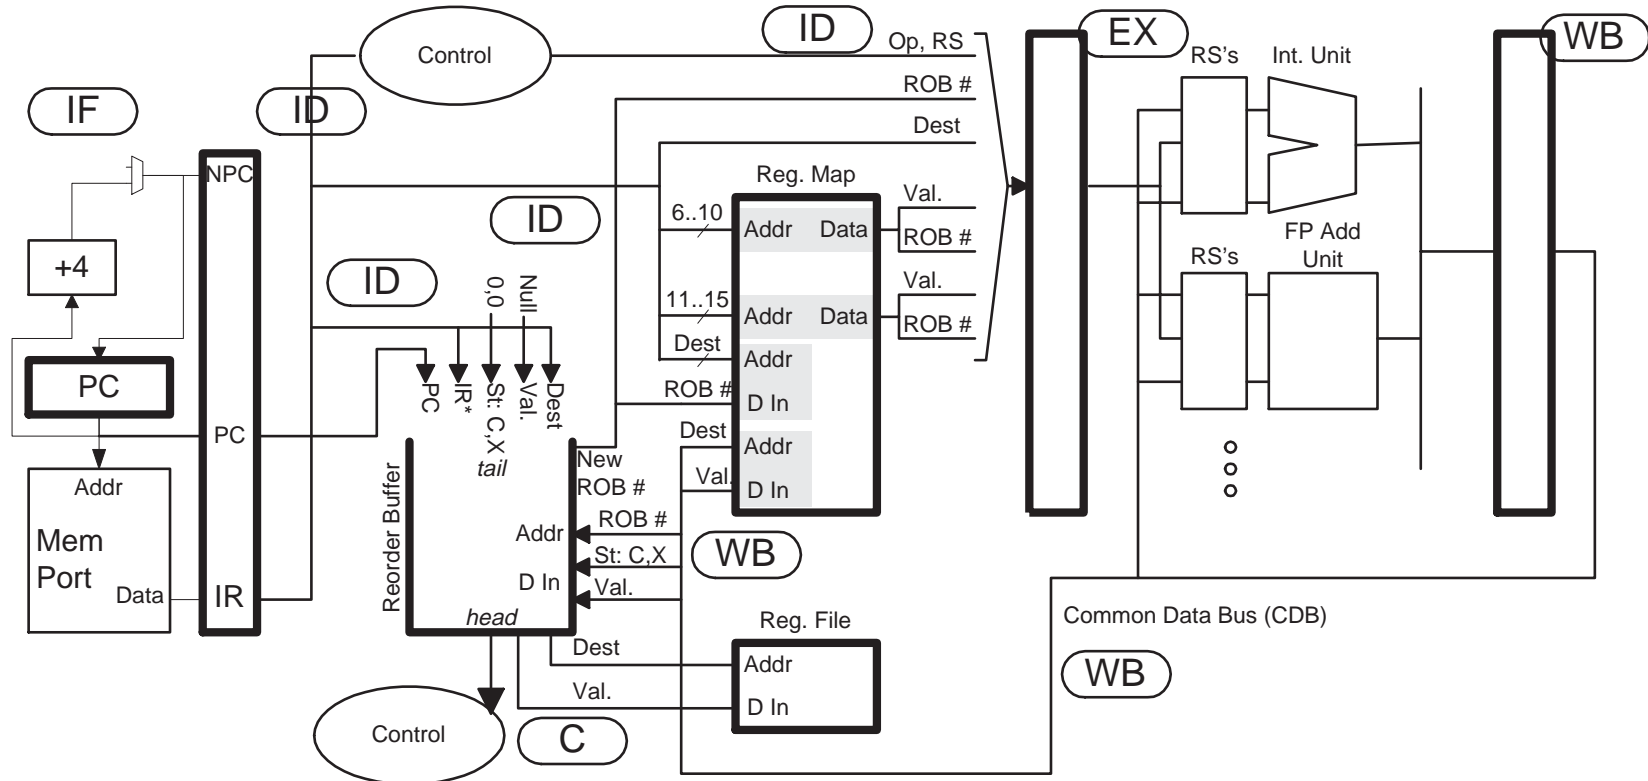 ID
Control
Op, RS
EX
RS's
Int. Unit
WB
IF
ID
ROB #
Dest
NPC
Reg. Map
ID
6..10
Addr
Data
Val.
ROB #
FP Add
Unit
RS's
+4
ID
0,0
Null
11..15
Addr
Data
Val.
ROB #
Dest
Addr
PC
PC
IR*
St: C,X
Val.
Dest
ROB #
D In
PC
tail
New
ROB #
Dest
Addr
Val.
D In
Addr
Reorder Buffer
Mem
Port
Data
IR
Addr
ROB #
St: C,X
WB
D In
Val.
head
Reg. File
Common Data Bus (CDB)
Dest
Addr
WB
Val.
D In
Control
C